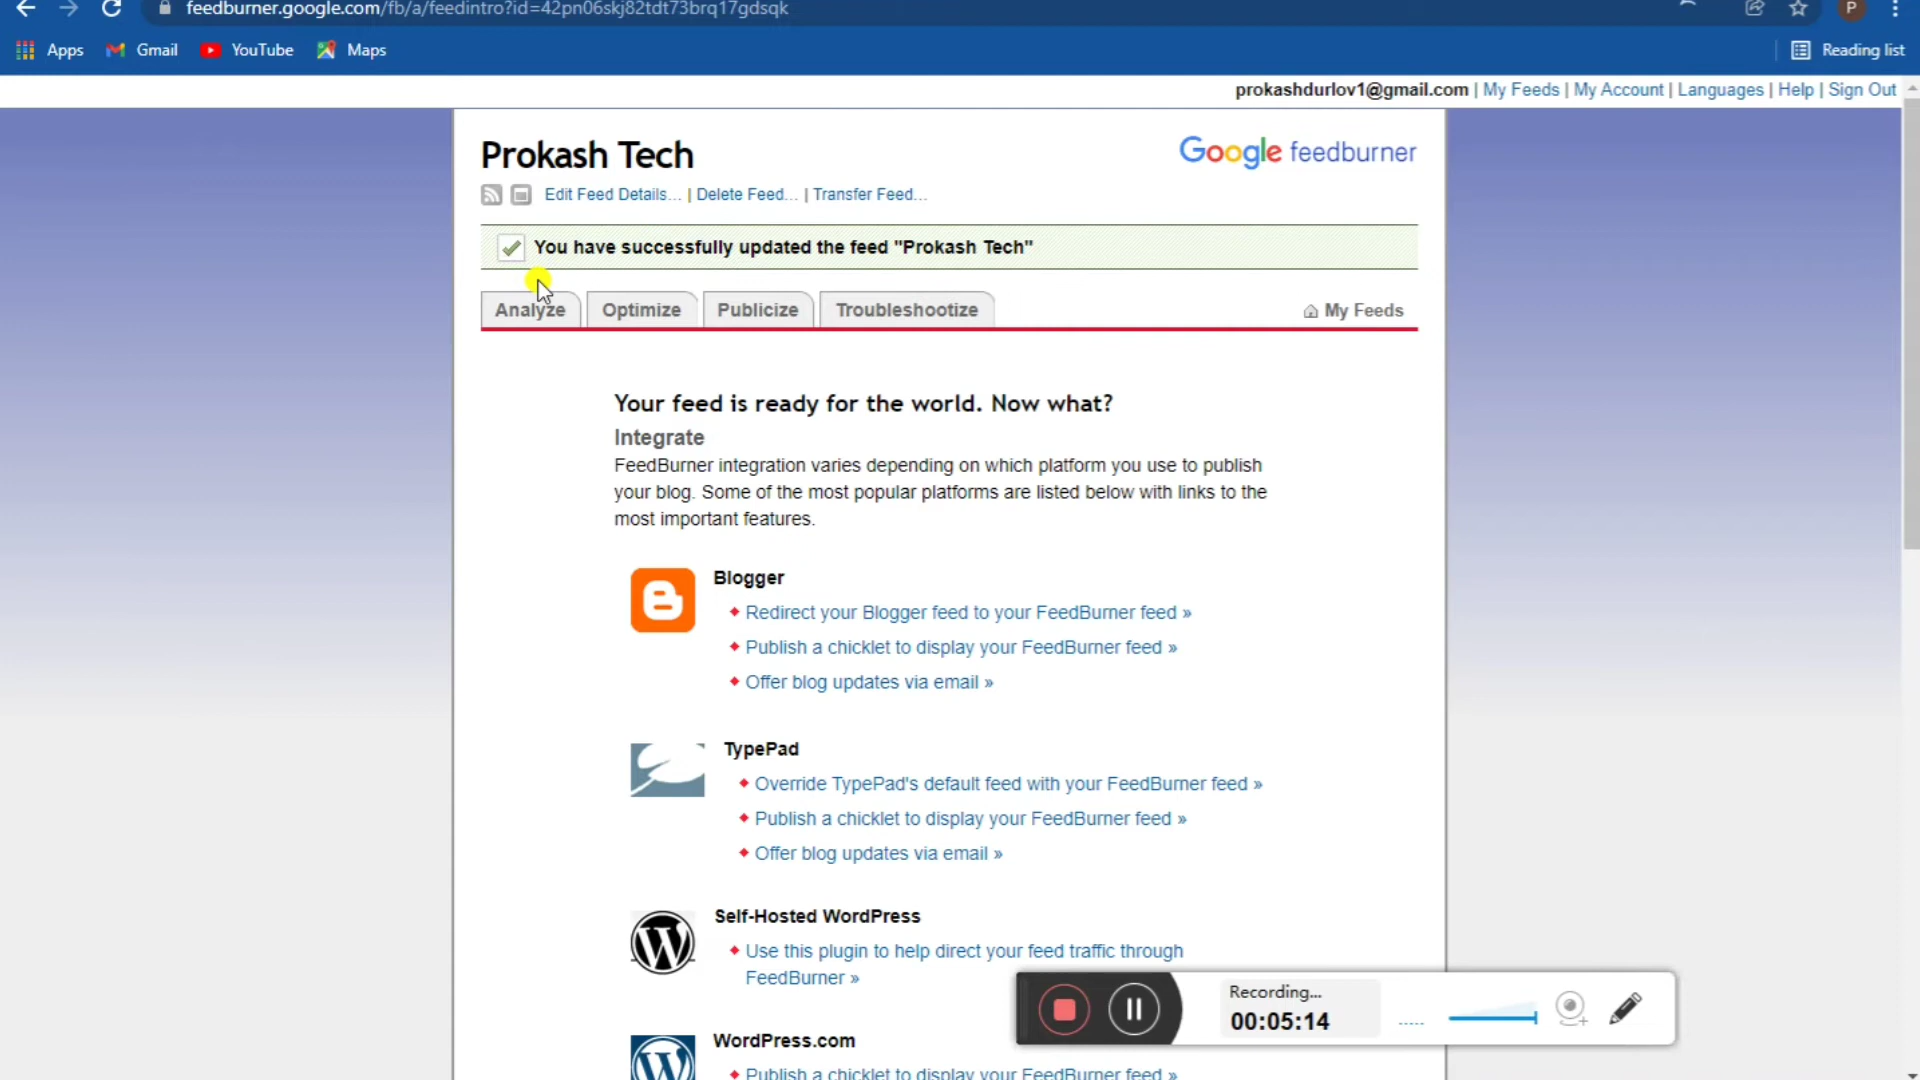 feedburner.google.com/fb/a/feedintro?id=42pn06skj82tdt73brq17gdsqk
P
Apps Gmail YouTube Maps Reading list
prokashdurlov1@gmail.com | My Feeds | My Account | Languages | Help | Sign Out
Prokash Tech
Google feedburner
Edit Feed Details... | Delete Feed... | Transfer Feed...
You have successfully updated the feed "Prokash Tech"
Analyze Optimize Publicize Troubleshootize My Feeds
Your feed is ready for the world. Now what?
Integrate
FeedBurner integration varies depending on which platform you use to publish
your blog. Some of the most popular platforms are listed below with links to the
most important features.
Blogger
Redirect your Blogger feed to your FeedBurner feed »
Publish a chicklet to display your FeedBurner feed »
Offer blog updates via email »
TypePad
Override TypePad's default feed with your FeedBurner feed »
Publish a chicklet to display your FeedBurner feed »
Offer blog updates via email »
Self-Hosted WordPress
Use this plugin to help direct your feed traffic through
FeedBurner »
Recording...
00:05:14
WordPress.com
Publish a chicklet to display your FeedBurner feed »